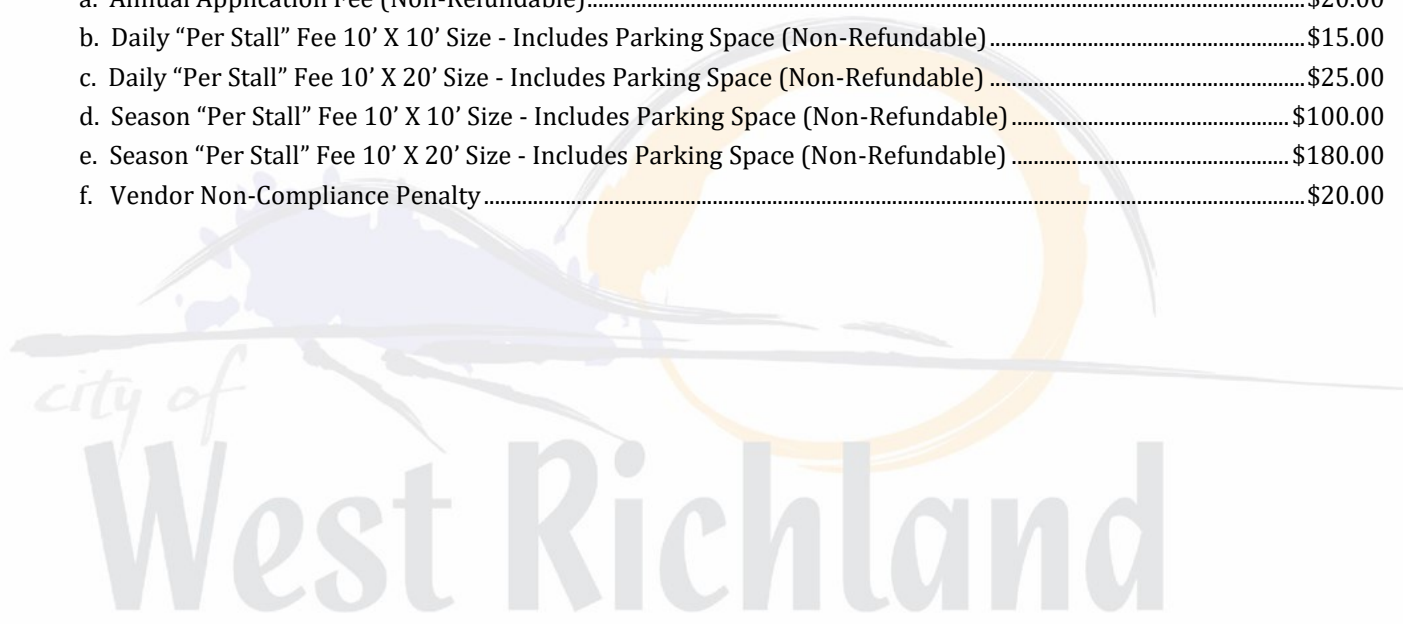 a. Annual Application Fee (Non-Refundable)....................$20.00
b. Daily “Per Stall” Fee 10’ X 10’ Size - Includes Parking Space (Non-Refundable)....................$15.00
c. Daily “Per Stall” Fee 10’ X 20’ Size - Includes Parking Space (Non-Refundable) ....................$25.00
d. Season “Per Stall” Fee 10’ X 10’ Size - Includes Parking Space (Non-Refundable)....................$100.00
e. Season “Per Stall” Fee 10’ X 20’ Size - Includes Parking Space (Non-Refundable) ....................$180.00
f. Vendor Non-Compliance Penalty....................$20.00
city of
West Richland